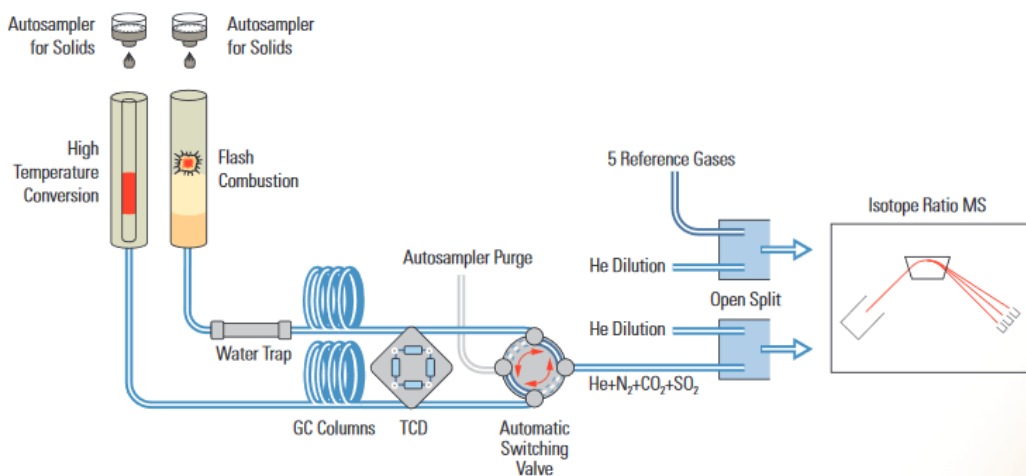 Autosampler
for Solids
Autosampler
for Solids
High
Temperature
Conversion
Flash
Combustion
5 Reference Gases
Isotope Ratio MS
Autosampler Purge
He Dilution
Open Split
He Dilution
Water Trap
He+N₂+CO₂+SO₂
GC Columns
TCD
Automatic
Switching
Valve